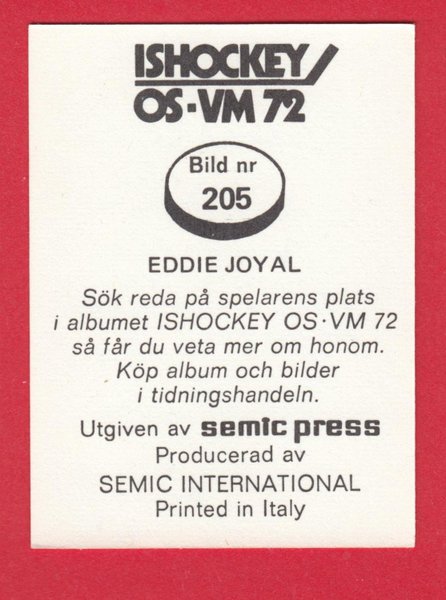 ISHOCKEY
OS·VM 72
Bild nr
205
EDDIE JOYAL
Sök reda på spelarens plats
i albumet ISHOCKEY OS·VM 72
så får du veta mer om honom.
Köp album och bilder
i tidningshandeln.
Utgiven av semic press
Producerad av
SEMIC INTERNATIONAL
Printed in Italy